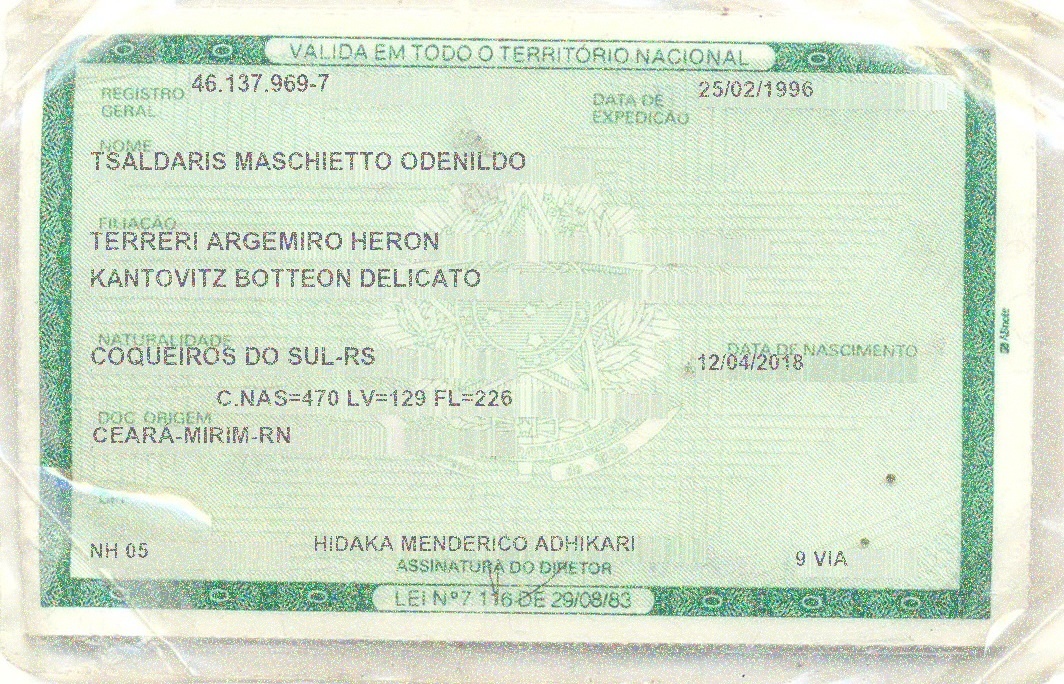 VALIDA EM TODO O TERRITÓRIO NACIONAL
REGISTRO GERAL 46.137.969-7 DATA DE EXPEDIÇÃO 25/02/1996
NOME
TSALDARIS MASCHIETTO ODENILDO
FILIAÇÃO
TERRERI ARGEMIRO HERON
KANTOVITZ BOTTEON DELICATO
NATURALIDADE DATA DE NASCIMENTO
COQUEIROS DO SUL-RS 12/04/2018
C.NAS=470 LV=129 FL=226
DOC ORIGEM
CEARÁ-MIRIM-RN
CPF
NH 05 HIDAKA MENDERICO ADHIKARI 9 VIA
ASSINATURA DO DIRETOR
LEI Nº 7 116 DE 29/08/83